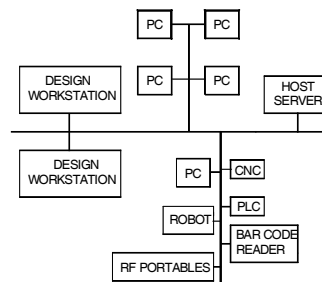 PC PC
DESIGN
WORKSTATION
PC PC
HOST
SERVER
DESIGN
WORKSTATION
PC CNC
PLC
ROBOT
BAR CODE
READER
RF PORTABLES